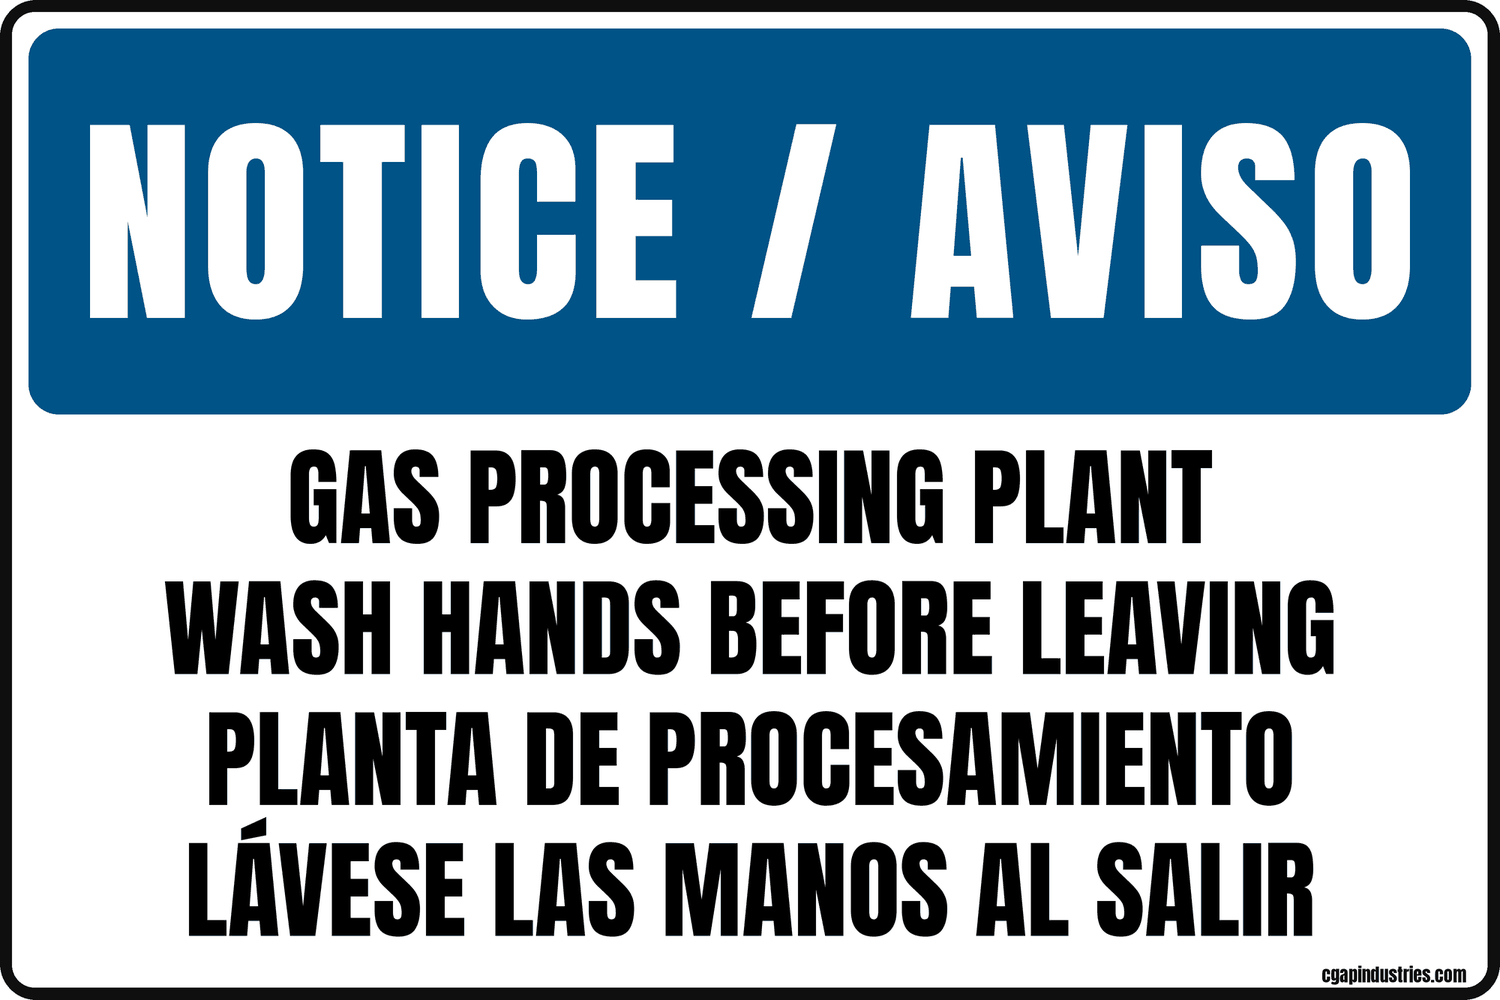 NOTICE / AVISO
GAS PROCESSING PLANT
WASH HANDS BEFORE LEAVING
PLANTA DE PROCESAMIENTO
LÁVESE LAS MANOS AL SALIR
cgapindustries.com